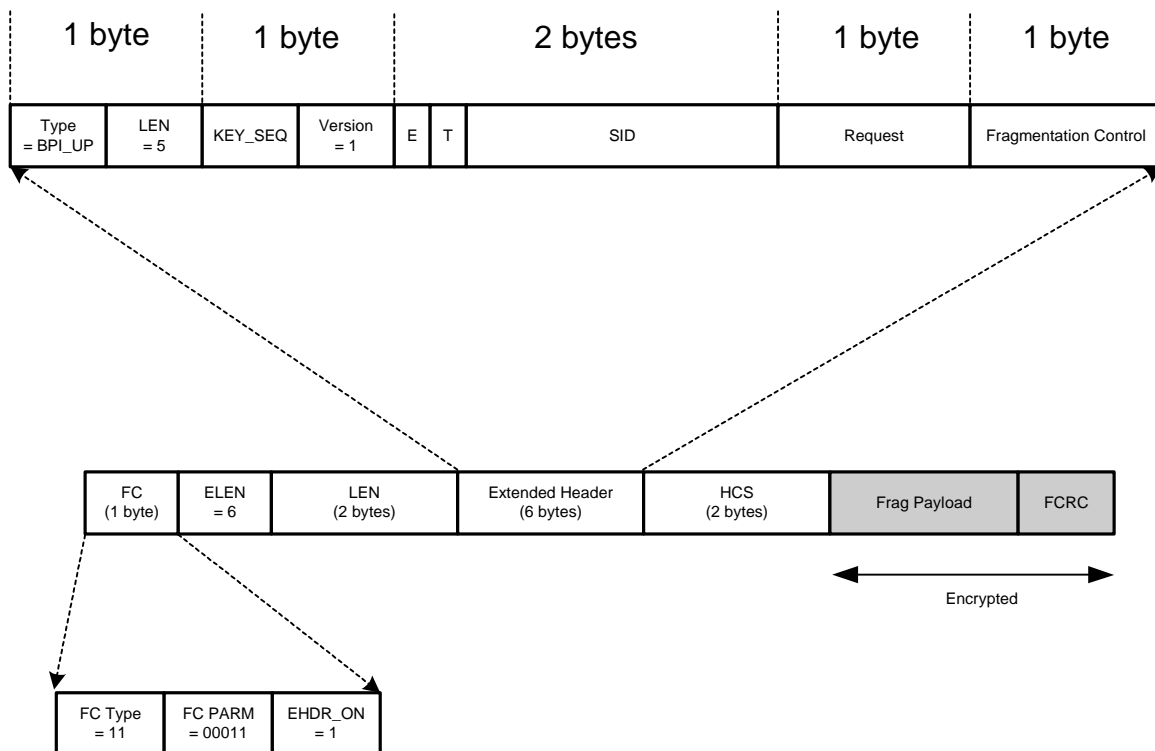 1 byte 1 byte 2 bytes 1 byte 1 byte
Type
= BPI_UP
LEN
= 5
KEY_SEQ
Version
= 1
E
T
SID
Request
Fragmentation Control
FC
(1 byte)
ELEN
= 6
LEN
(2 bytes)
Extended Header
(6 bytes)
HCS
(2 bytes)
Frag Payload
FCRC
Encrypted
FC Type
= 11
FC PARM
= 00011
EHDR_ON
= 1